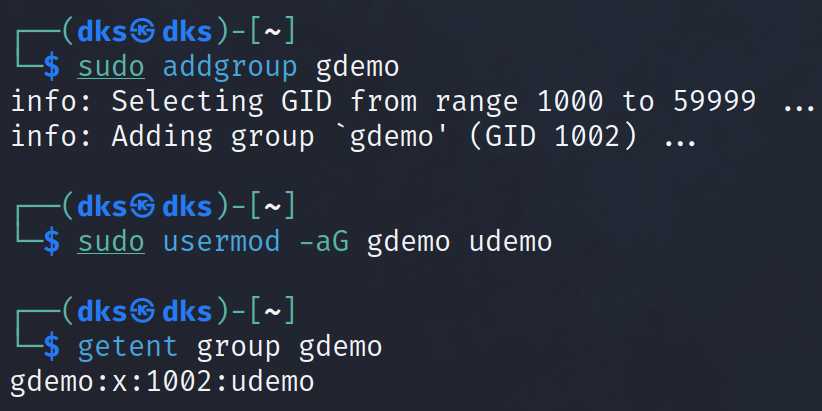 ┌──(dks㉿dks)-[~]
└─$ sudo addgroup gdemo
info: Selecting GID from range 1000 to 59999 ...
info: Adding group `gdemo' (GID 1002) ...
┌──(dks㉿dks)-[~]
└─$ sudo usermod -aG gdemo udemo
┌──(dks㉿dks)-[~]
└─$ getent group gdemo
gdemo:x:1002:udemo